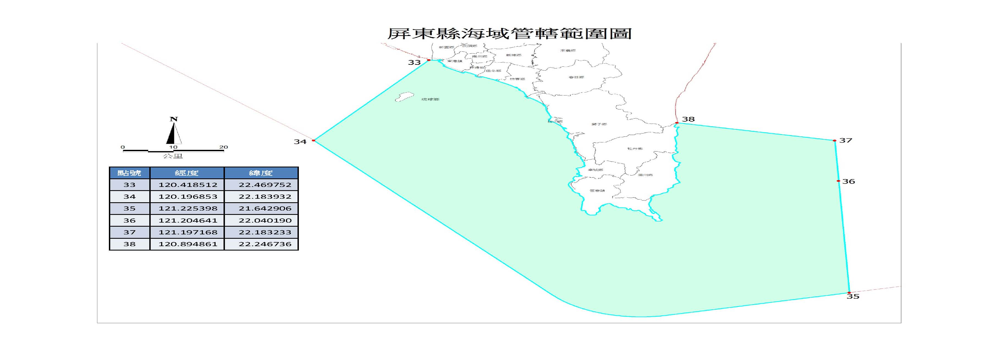 屏東縣海域管轄範圍圖
新園鄉
崁頂鄉
南州鄉
新埤鄉
來義鄉
33
東港鎮
林邊鄉
佳冬鄉
枋寮鄉
春日鄉
琉球鄉
N
38
枋山鄉
獅子鄉
34
37
0 10 20
公里
牡丹鄉
車城鄉
滿州鄉
36
恆春鎮
點號 經度 緯度
33 120.418512 22.469752
34 120.196853 22.183932
35 121.225398 21.642906
36 121.204641 22.040190
37 121.197168 22.183233
38 120.894861 22.246736
35